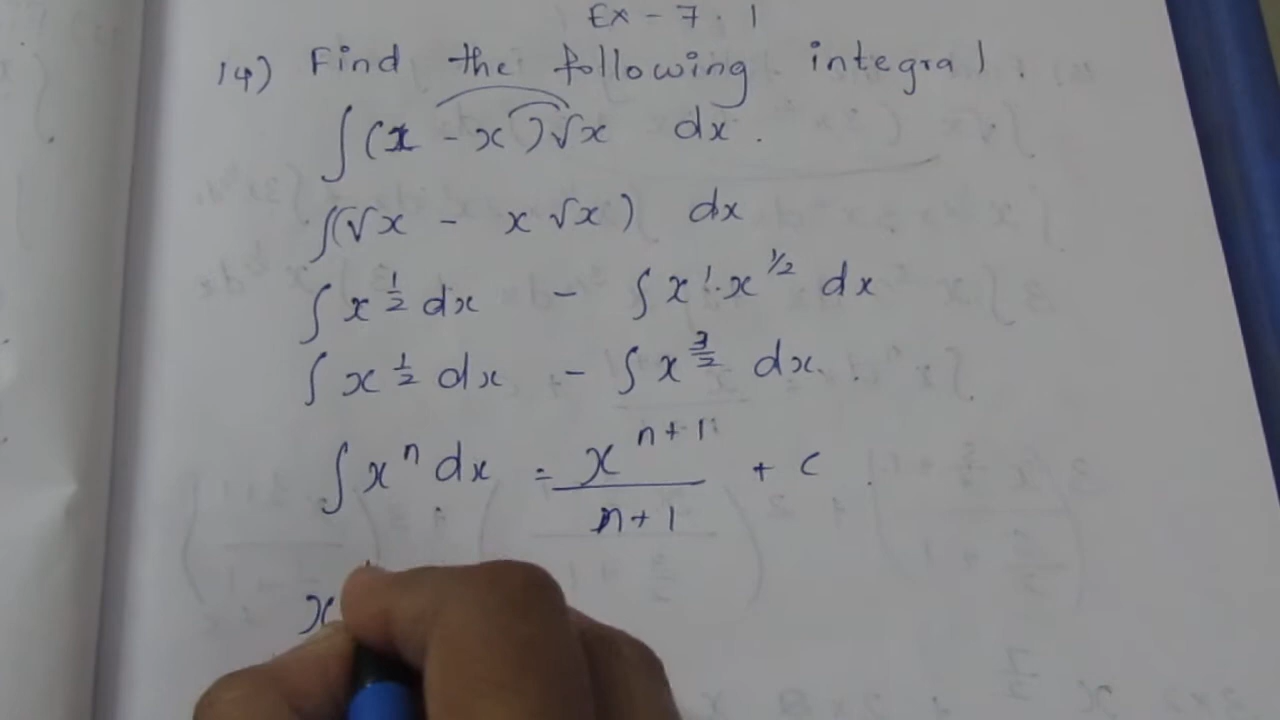 Ex - 7.1
14) Find the following integral.
∫(1 - x)√x dx.
∫(√x - x√x) dx
∫x^1/2 dx - ∫x^1.x^1/2 dx
∫x^1/2 dx - ∫x^3/2 dx.
∫x^n dx = x^(n+1)/(n+1) + c
x